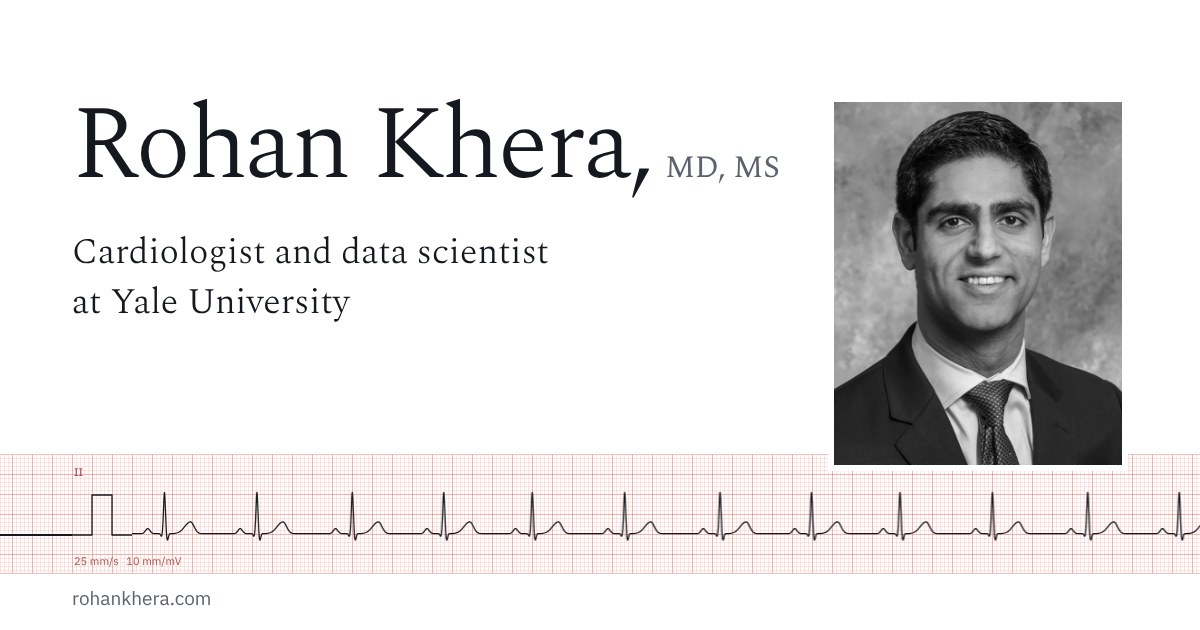 Rohan Khera, MD, MS
Cardiologist and data scientist
at Yale University
II
25 mm/s 10 mm/mV
rohankhera.com